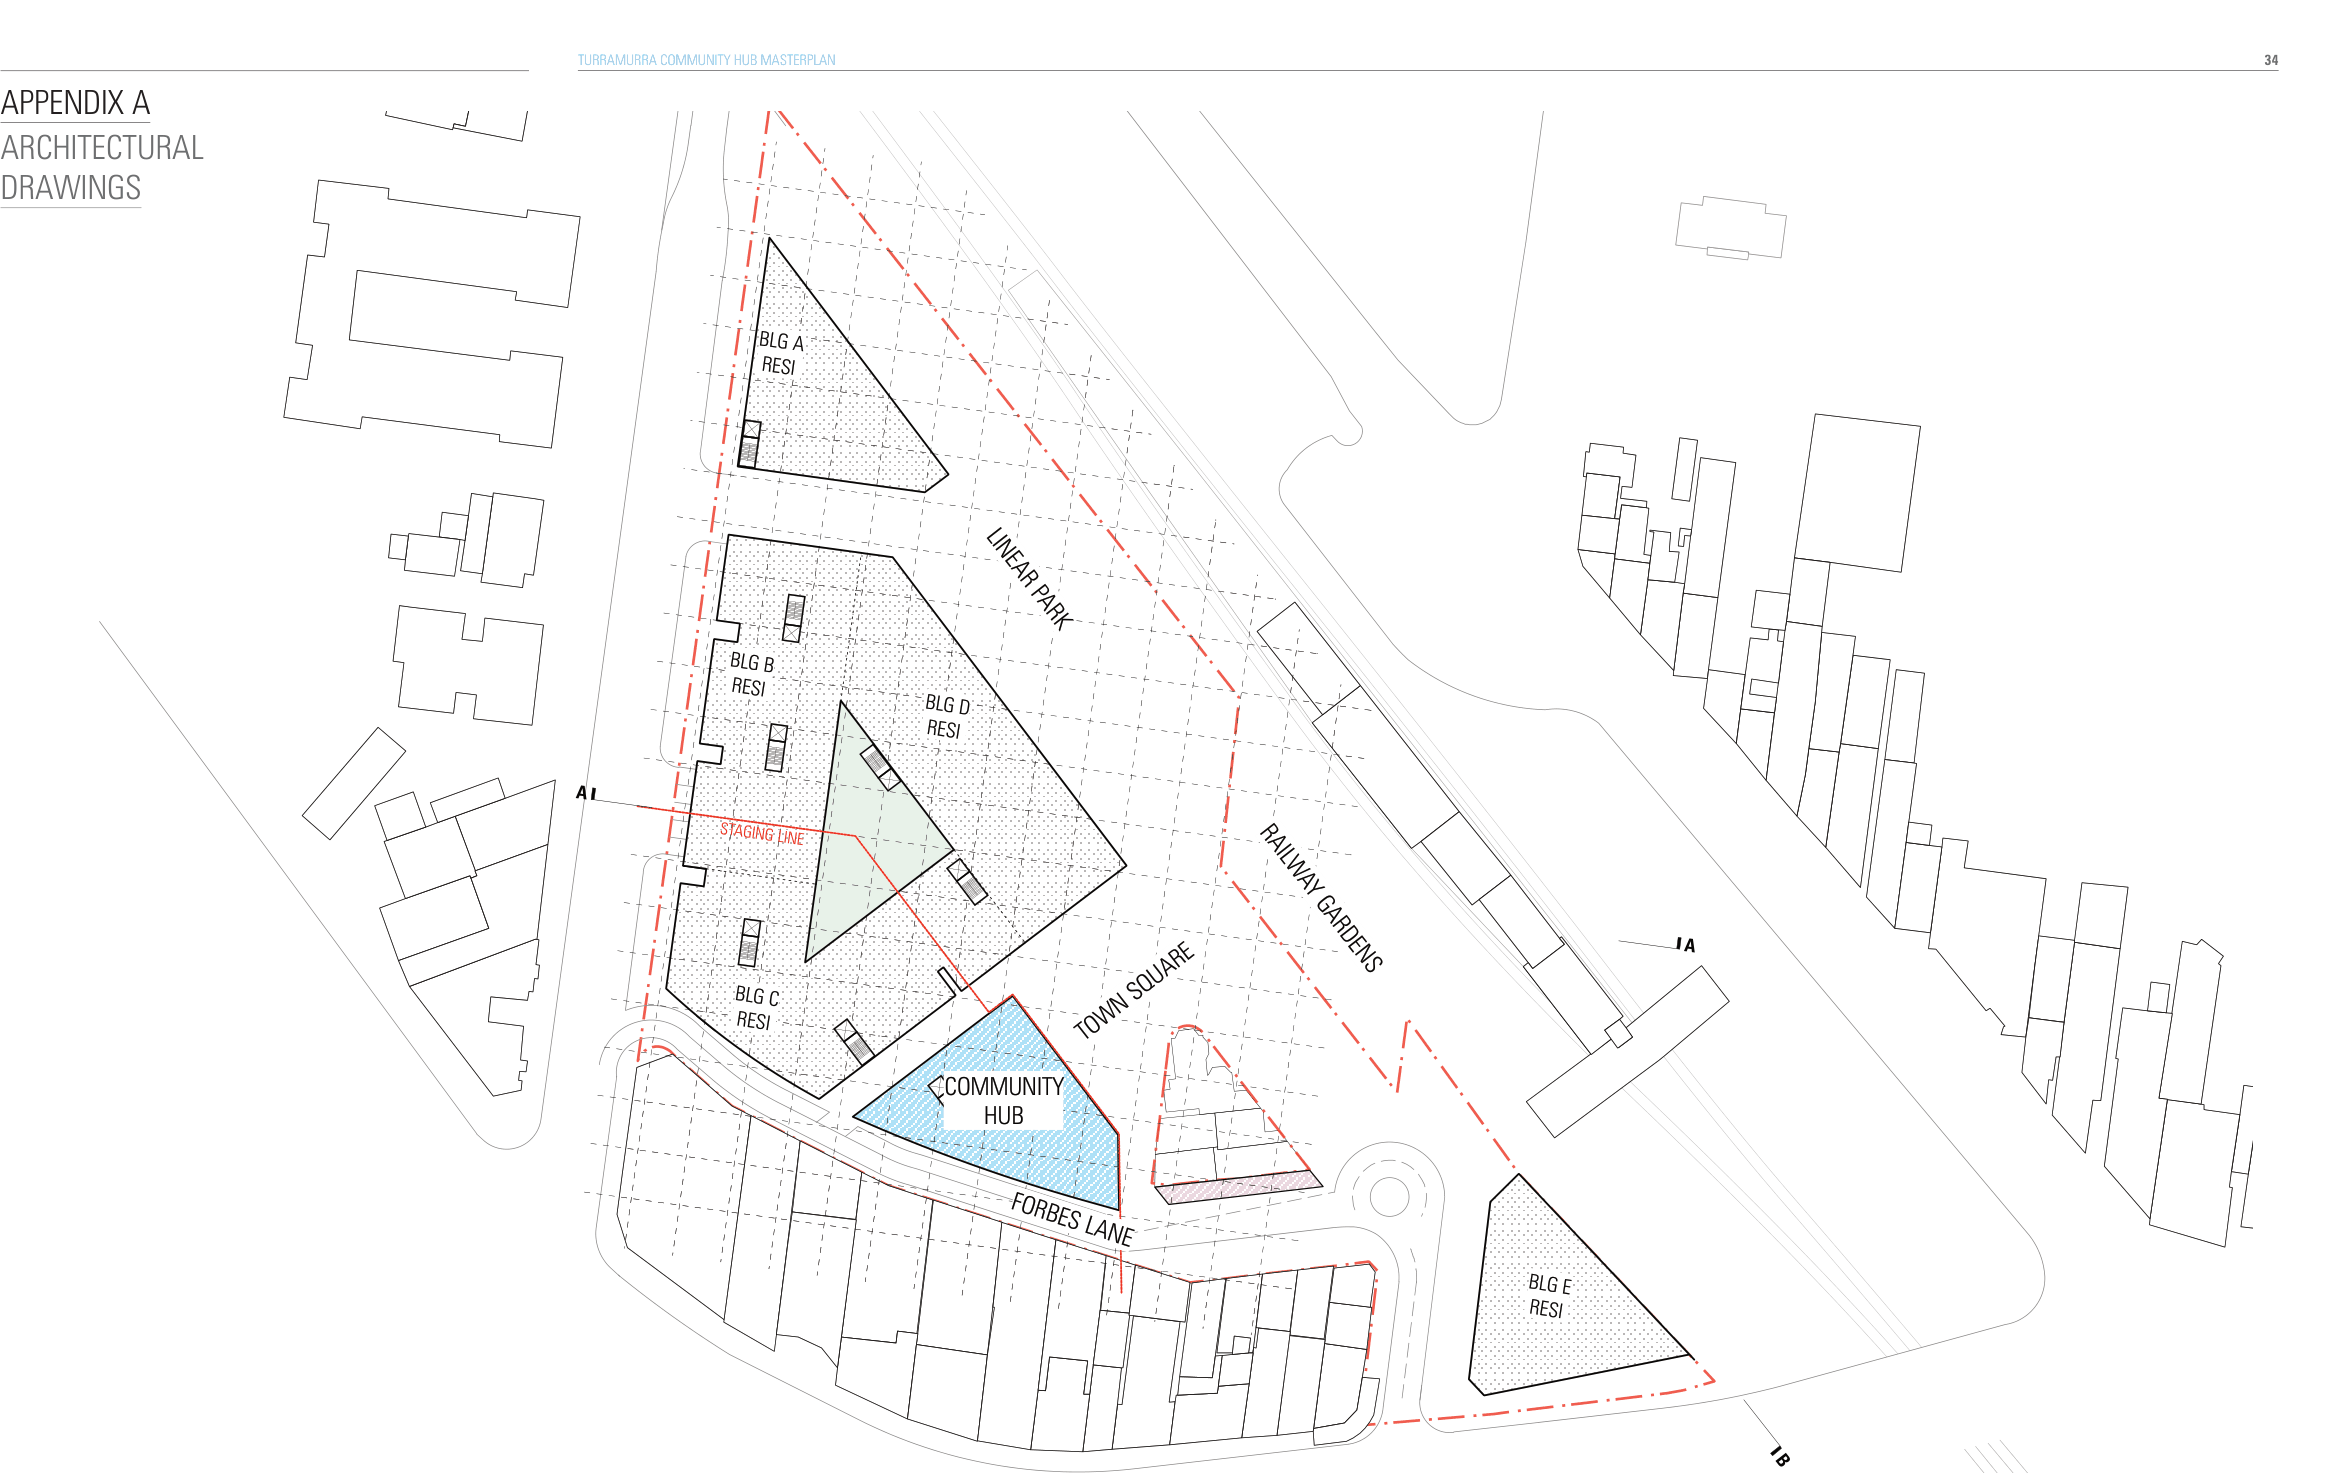 TURRAMURRA COMMUNITY HUB MASTERPLAN
34
APPENDIX A
ARCHITECTURAL
DRAWINGS
BLG A
RESI
LINEAR PARK
BLG B
RESI
BLG D
RESI
A
STAGING LINE
RAILWAY GARDENS
A
TOWN SQUARE
BLG C
RESI
COMMUNITY
HUB
FORBES LANE
BLG E
RESI
B